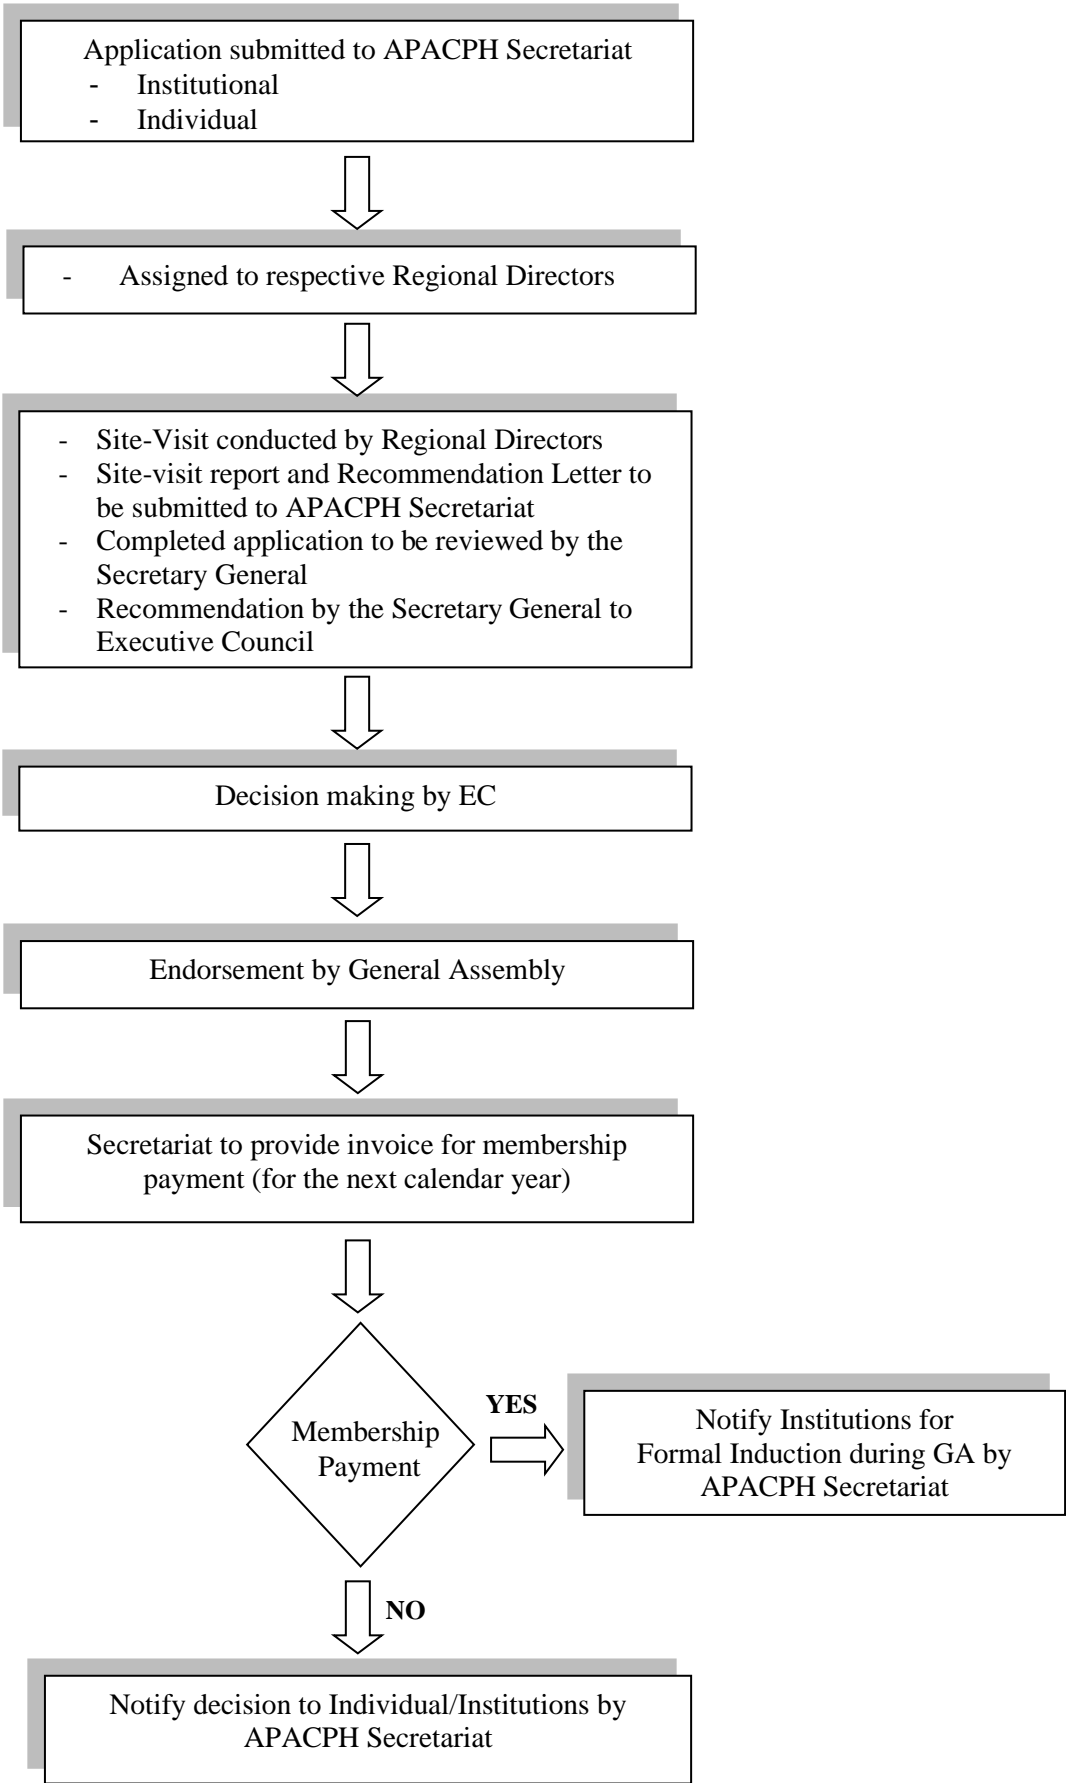 Application submitted to APACPH Secretariat
- Institutional
- Individual
- Assigned to respective Regional Directors
- Site-Visit conducted by Regional Directors
- Site-visit report and Recommendation Letter to
be submitted to APACPH Secretariat
- Completed application to be reviewed by the
Secretary General
- Recommendation by the Secretary General to
Executive Council
Decision making by EC
Endorsement by General Assembly
Secretariat to provide invoice for membership
payment (for the next calendar year)
Membership
Payment
YES
Notify Institutions for
Formal Induction during GA by
APACPH Secretariat
NO
Notify decision to Individual/Institutions by
APACPH Secretariat